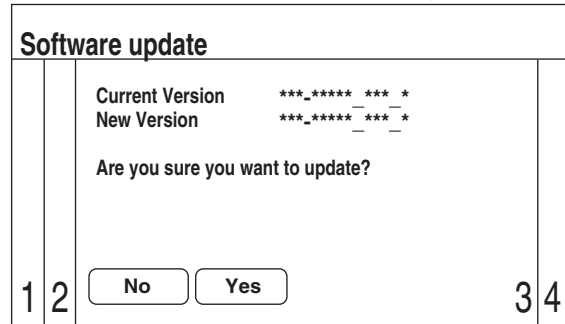 Software update
Current Version ***-*****_***_*
New Version ***-*****_***_*
Are you sure you want to update?
1 2 No Yes 3 4